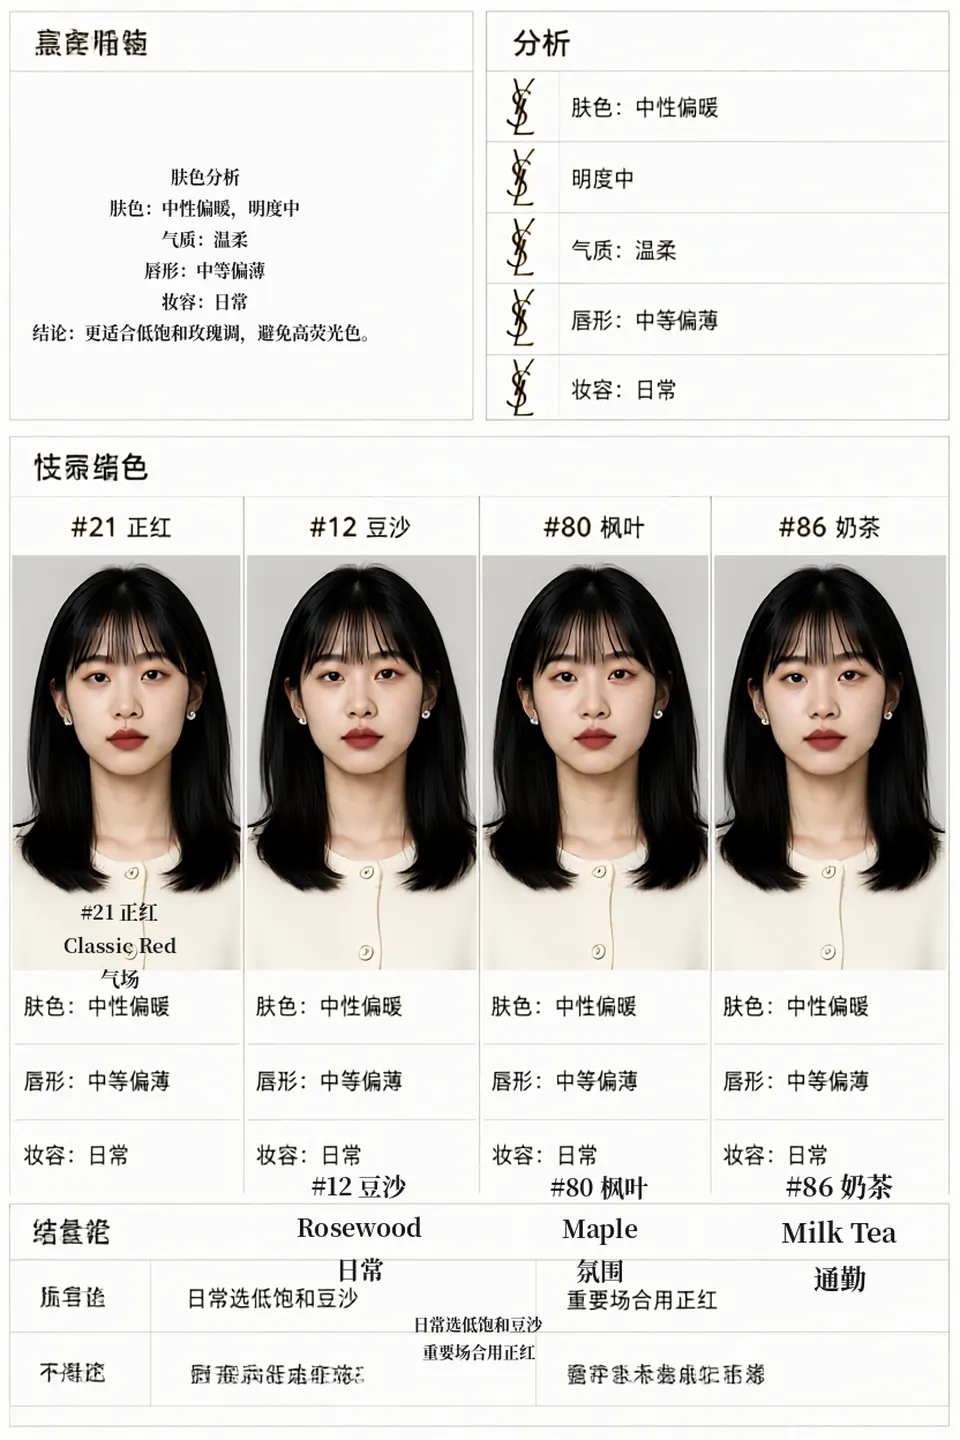 肤色分析
肤色：中性偏暖，明度中
气质：温柔
唇形：中等偏薄
妆容：日常
结论：更适合低饱和玫瑰调，避免高荧光色。
分析
YSL 肤色：中性偏暖
YSL 明度中
YSL 气质：温柔
YSL 唇形：中等偏薄
YSL 妆容：日常
色
#21 正红
#12 豆沙
#80 枫叶
#86 奶茶
#21 正红
Classic Red
气场
肤色：中性偏暖
肤色：中性偏暖
肤色：中性偏暖
肤色：中性偏暖
唇形：中等偏薄
唇形：中等偏薄
唇形：中等偏薄
唇形：中等偏薄
妆容：日常
妆容：日常
妆容：日常
妆容：日常
#12 豆沙
Rosewood
日常
#80 枫叶
Maple
氛围
#86 奶茶
Milk Tea
通勤
日常选低饱和豆沙
重要场合用正红
日常选低饱和豆沙
重要场合用正红